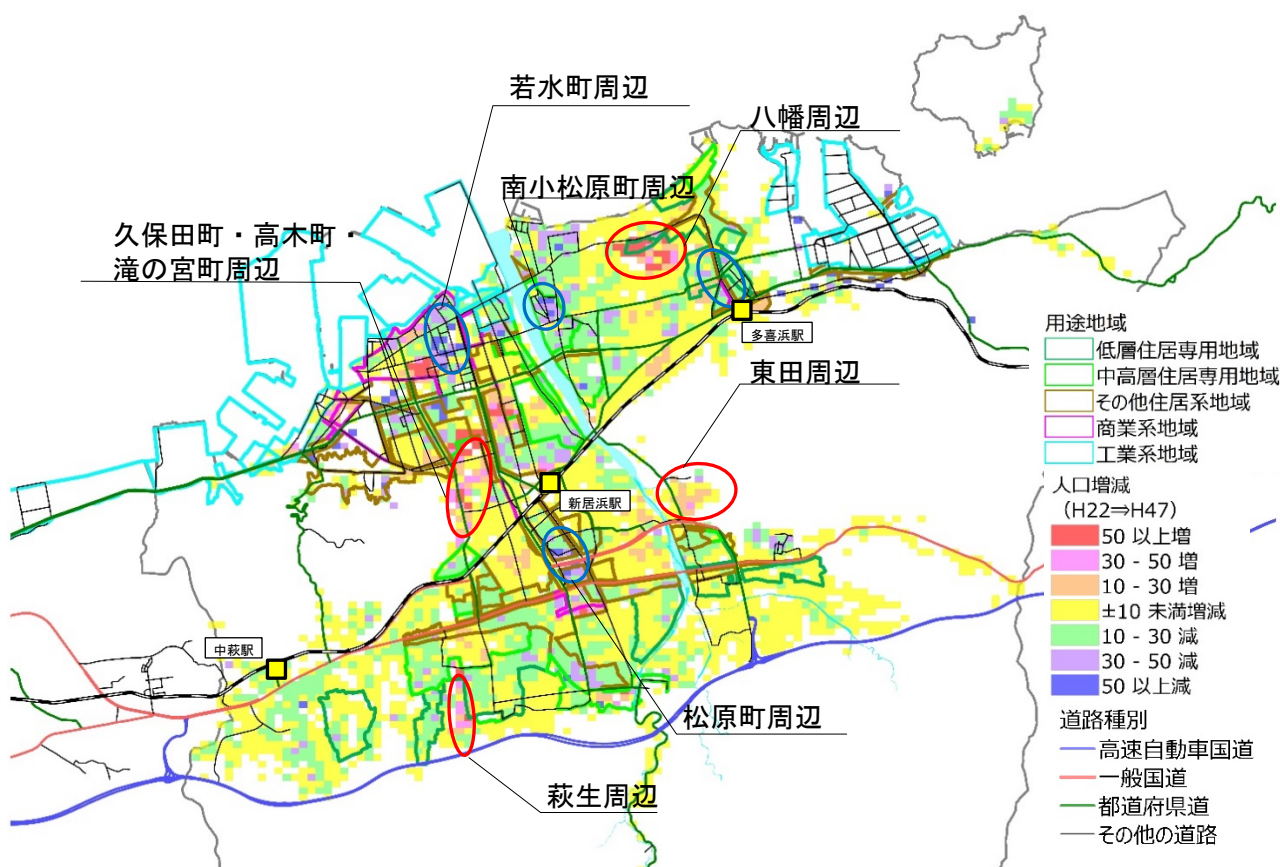 若水町周辺
八幡周辺
南小松原町周辺
久保田町・高木町・
滝の宮町周辺
多喜浜駅
東田周辺
新居浜駅
中萩駅
松原町周辺
萩生周辺
用途地域
低層住居専用地域
中高層住居専用地域
その他住居系地域
商業系地域
工業系地域
人口増減
（H22⇒H47）
50 以上増
30 - 50 増
10 - 30 増
±10 未満増減
10 - 30 減
30 - 50 減
50 以上減
道路種別
高速自動車国道
一般国道
都道府県道
その他の道路